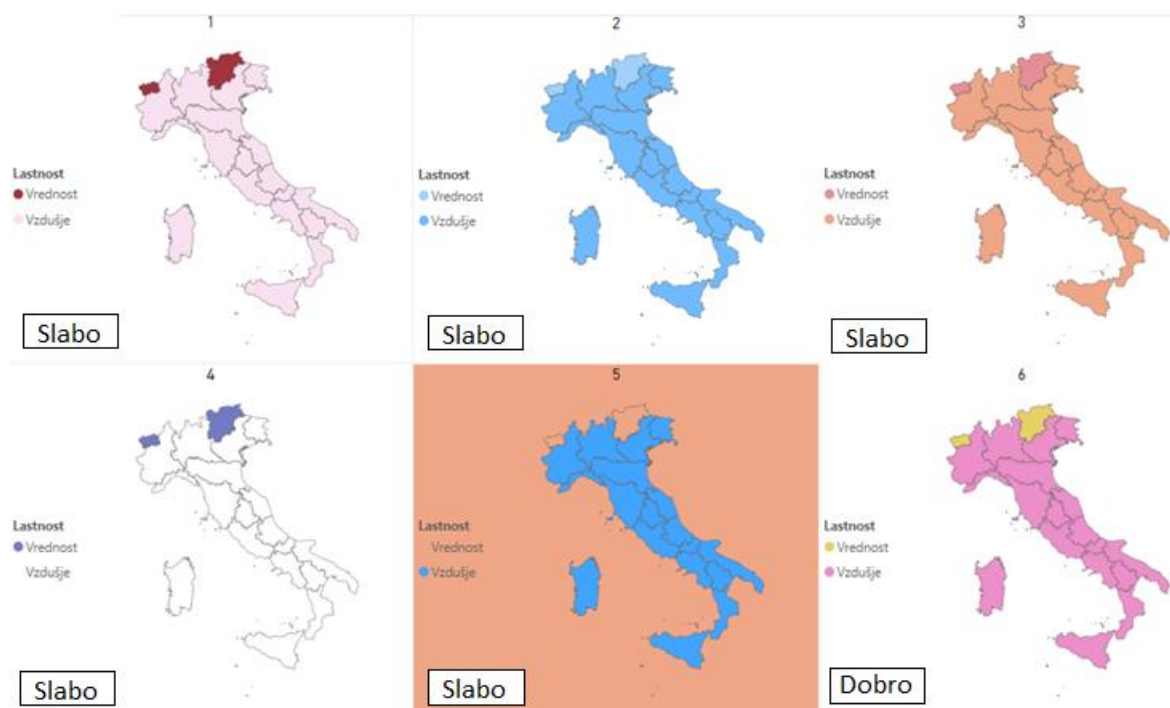 1
Lastnost
Vrednost
Vzdušje
Slabo
2
Lastnost
Vrednost
Vzdušje
Slabo
3
Lastnost
Vrednost
Vzdušje
Slabo
4
Lastnost
Vrednost
Vzdušje
Slabo
5
Lastnost
Vrednost
Vzdušje
Slabo
6
Lastnost
Vrednost
Vzdušje
Dobro